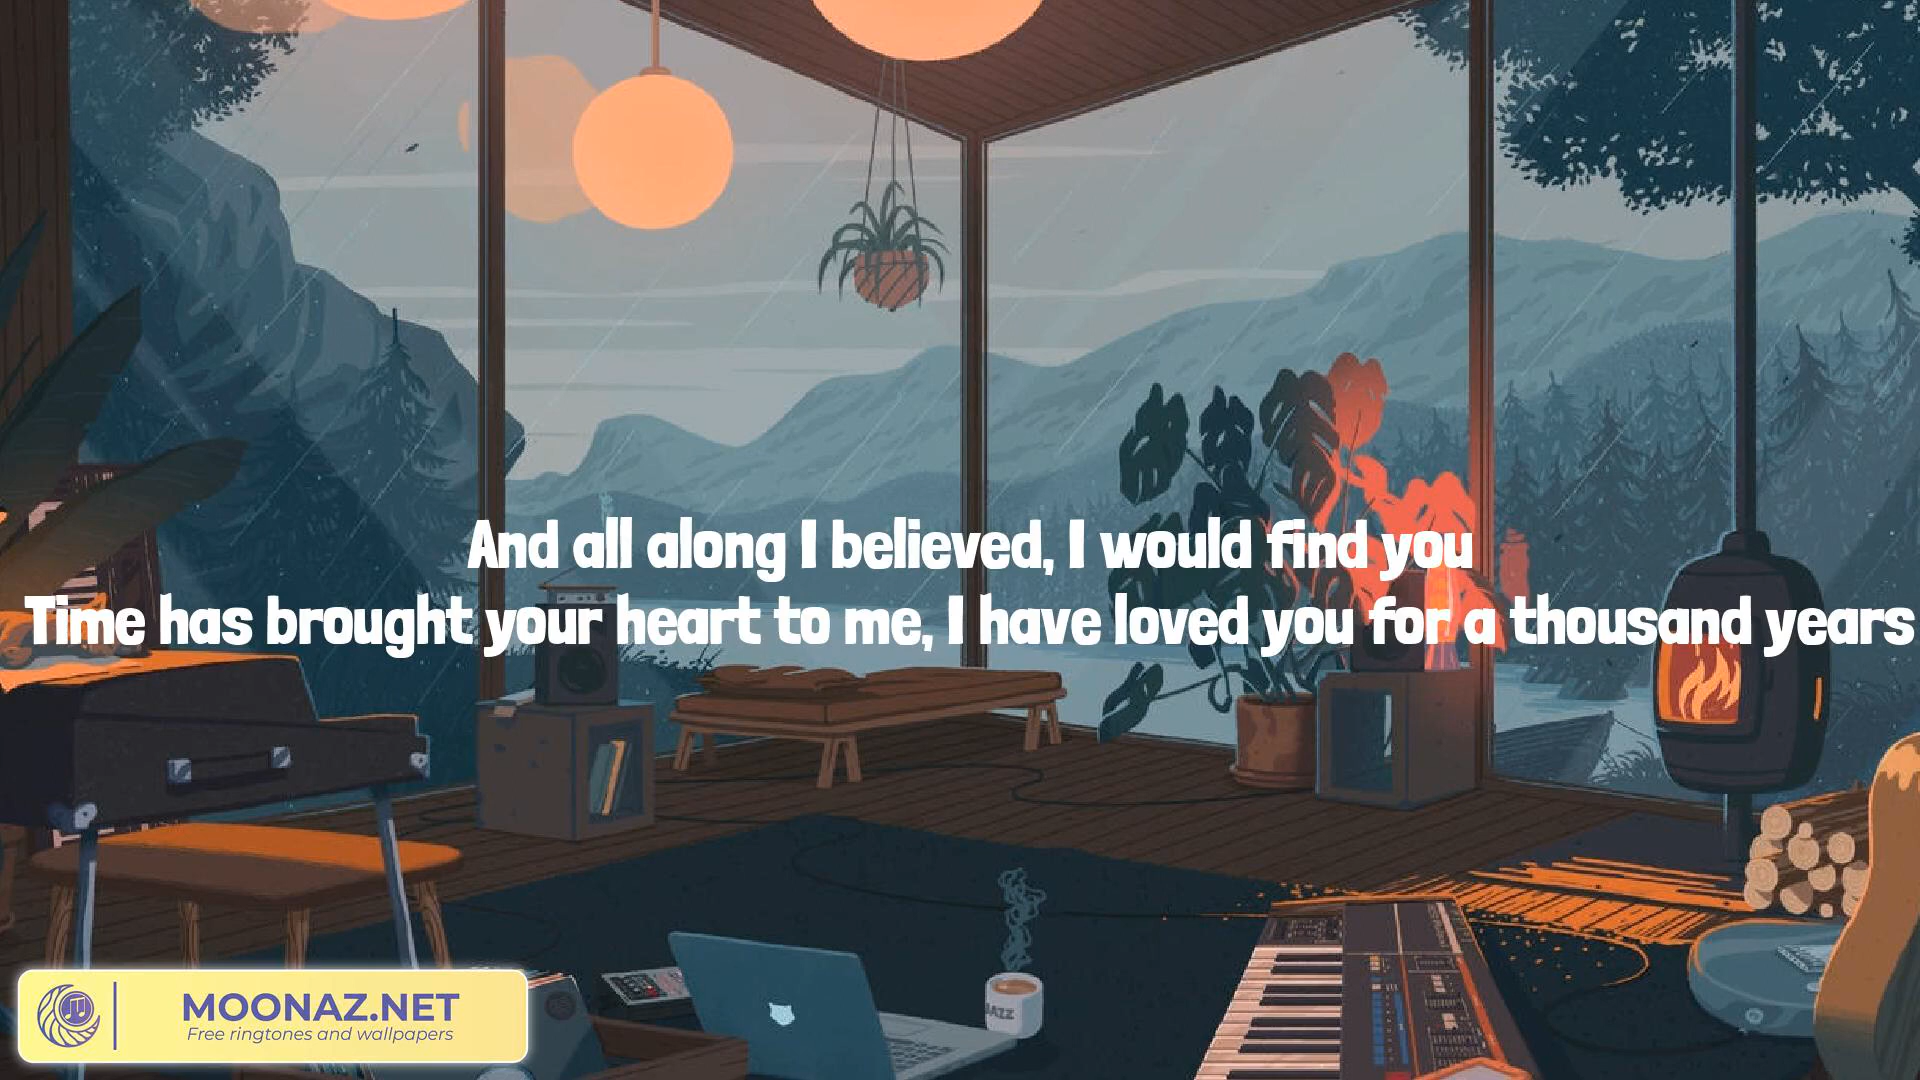 And all along I believed, I would find you
Time has brought your heart to me, I have loved you for a thousand years
JAZZ
MOONAZ.NET
Free ringtones and wallpapers